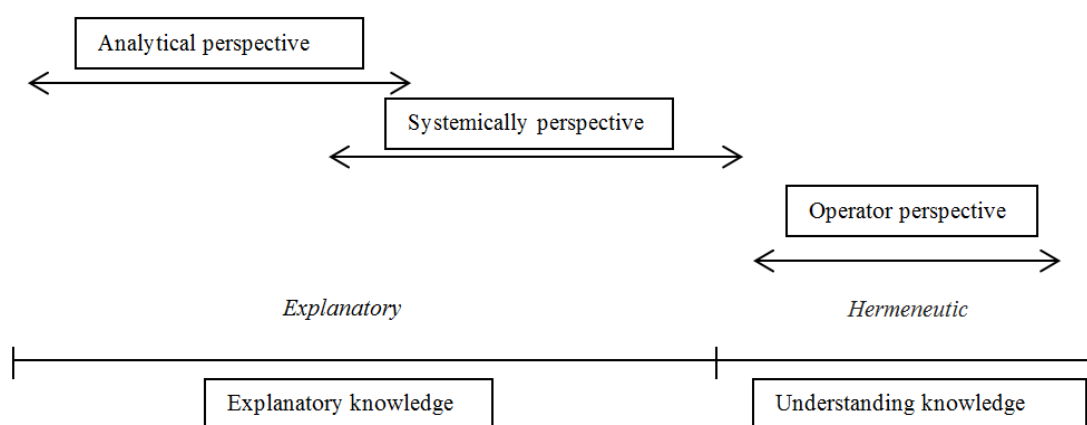 Analytical perspective
Systemically perspective
Operator perspective
Explanatory
Hermeneutic
Explanatory knowledge
Understanding knowledge